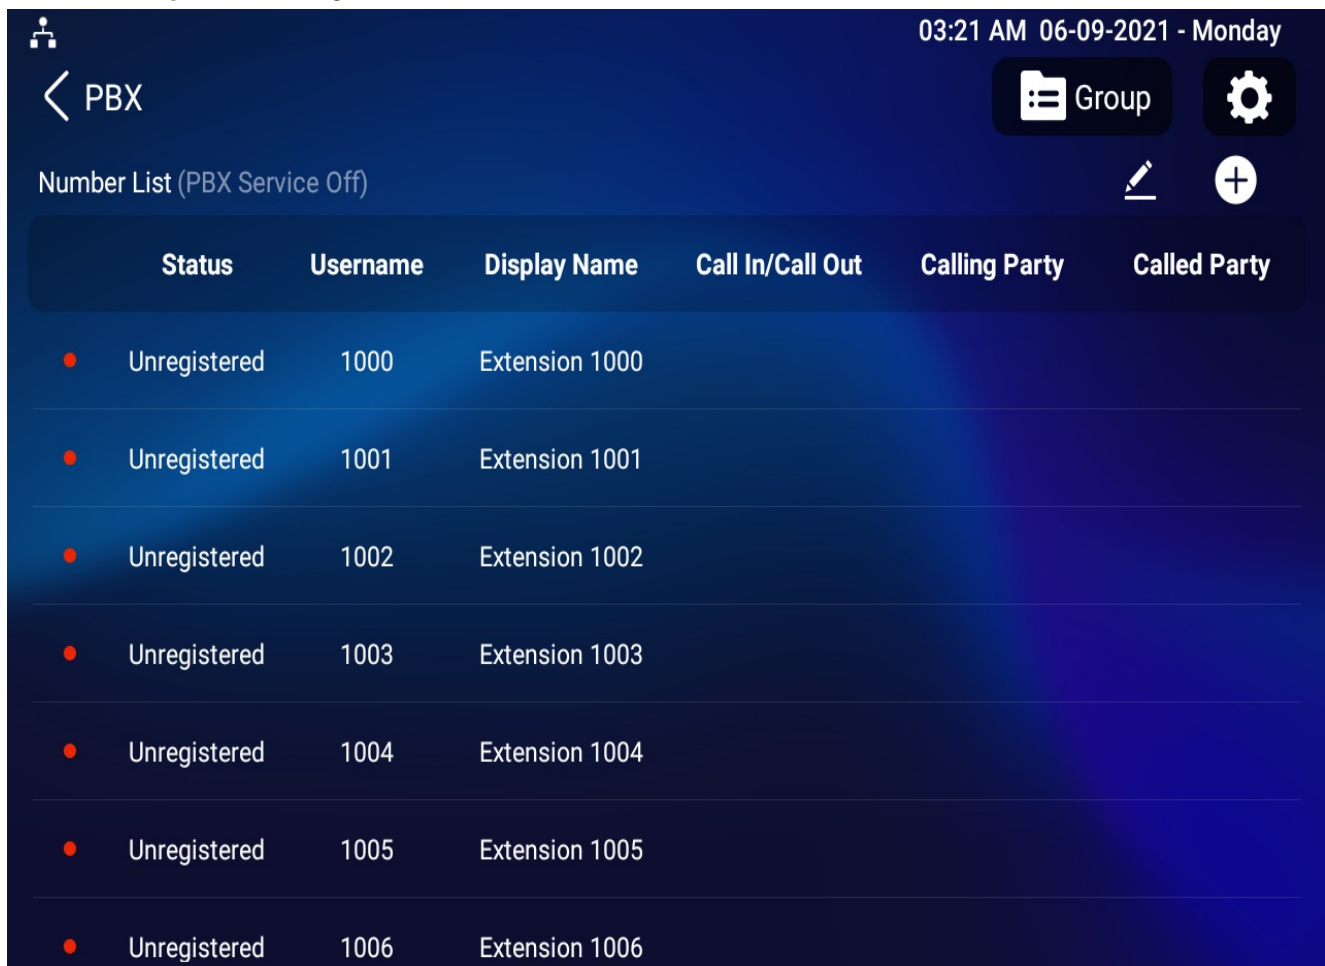 03:21 AM 06-09-2021 - Monday
PBX
Group
Number List (PBX Service Off)
Status Username Display Name Call In/Call Out Calling Party Called Party
Unregistered 1000 Extension 1000
Unregistered 1001 Extension 1001
Unregistered 1002 Extension 1002
Unregistered 1003 Extension 1003
Unregistered 1004 Extension 1004
Unregistered 1005 Extension 1005
Unregistered 1006 Extension 1006